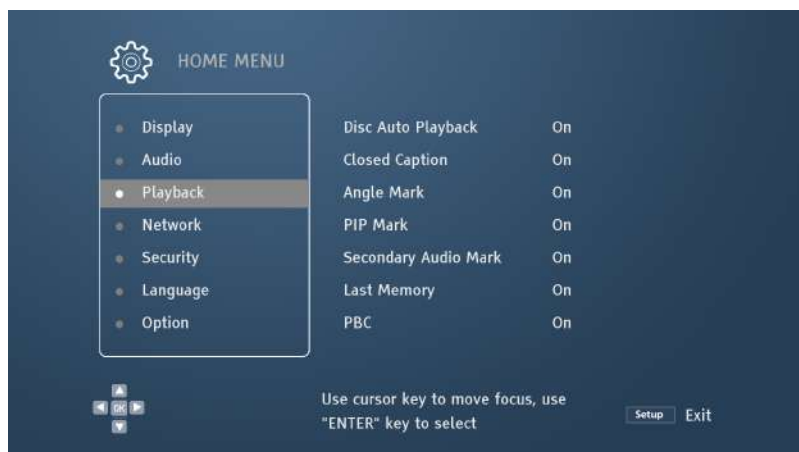 HOME MENU
Display
Audio
Playback
Network
Security
Language
Option
Disc Auto Playback On
Closed Caption On
Angle Mark On
PIP Mark On
Secondary Audio Mark On
Last Memory On
PBC On
OK
Use cursor key to move focus, use
"ENTER" key to select
Setup Exit